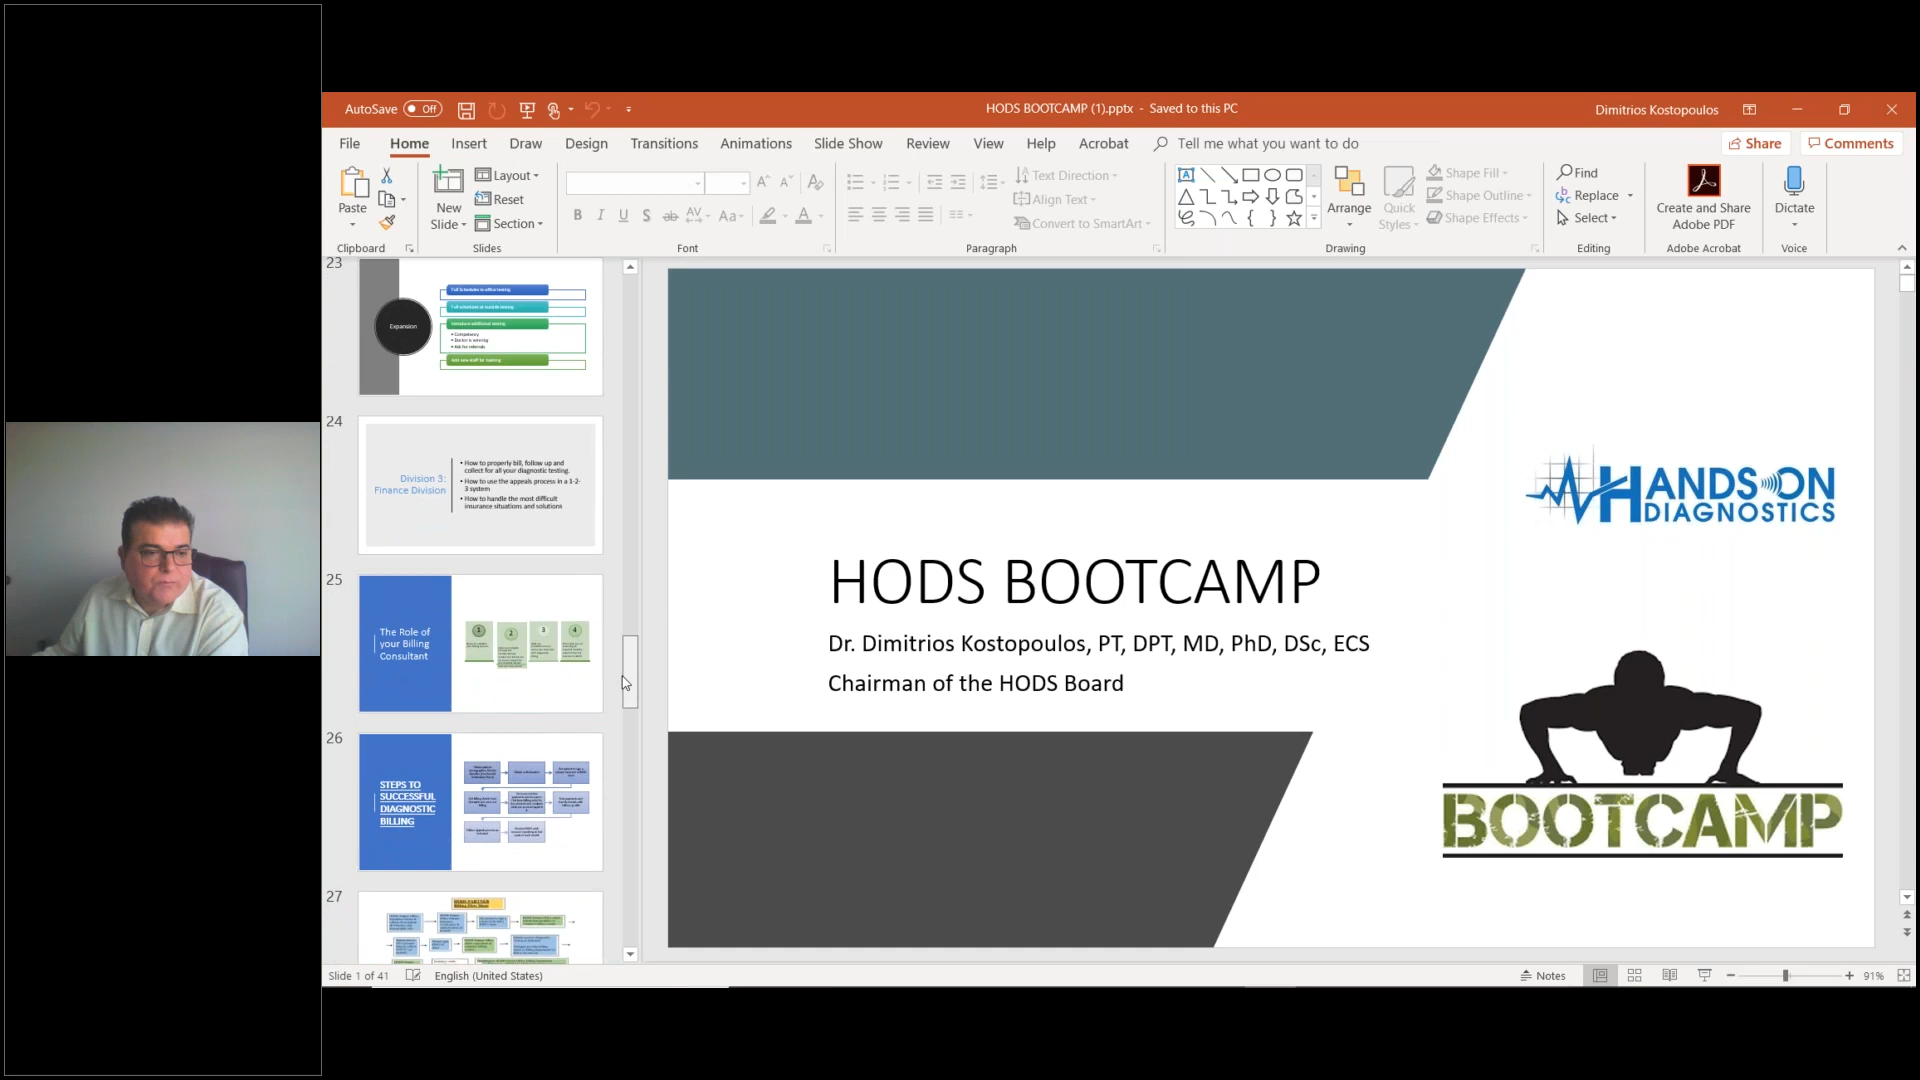 AutoSave Off
HODS BOOTCAMP (1).pptx - Saved to this PC
Dimitrios Kostopoulos
File Home Insert Draw Design Transitions Animations Slide Show Review View Help Acrobat Tell me what you want to do
Share Comments
Paste
Clipboard
New Slide
Layout
Reset
Section
Slides
B I U S ab AV Aa A
Font
Text Direction
Align Text
Convert to SmartArt
Paragraph
Arrange
Quick Styles
Shape Fill
Shape Outline
Shape Effects
Drawing
Find
Replace
Select
Editing
Create and Share Adobe PDF
Adobe Acrobat
Dictate
Voice
23
Expansion
• Competency
24
Division 3:
Finance Division
• How to properly bill, follow up and
collect for all your diagnostic testing.
• How to use the appeals process in a 1-2-
3 system
• How to handle the most difficult
insurance situations and solutions
25
The Role of
your Billing
Consultant
1 2 3 4
26
STEPS TO
SUCCESSFUL
DIAGNOSTIC
BILLING
27
HANDS ON
DIAGNOSTICS
HODS BOOTCAMP
Dr. Dimitrios Kostopoulos, PT, DPT, MD, PhD, DSc, ECS
Chairman of the HODS Board
BOOTCAMP
Slide 1 of 41
English (United States)
Notes
91%